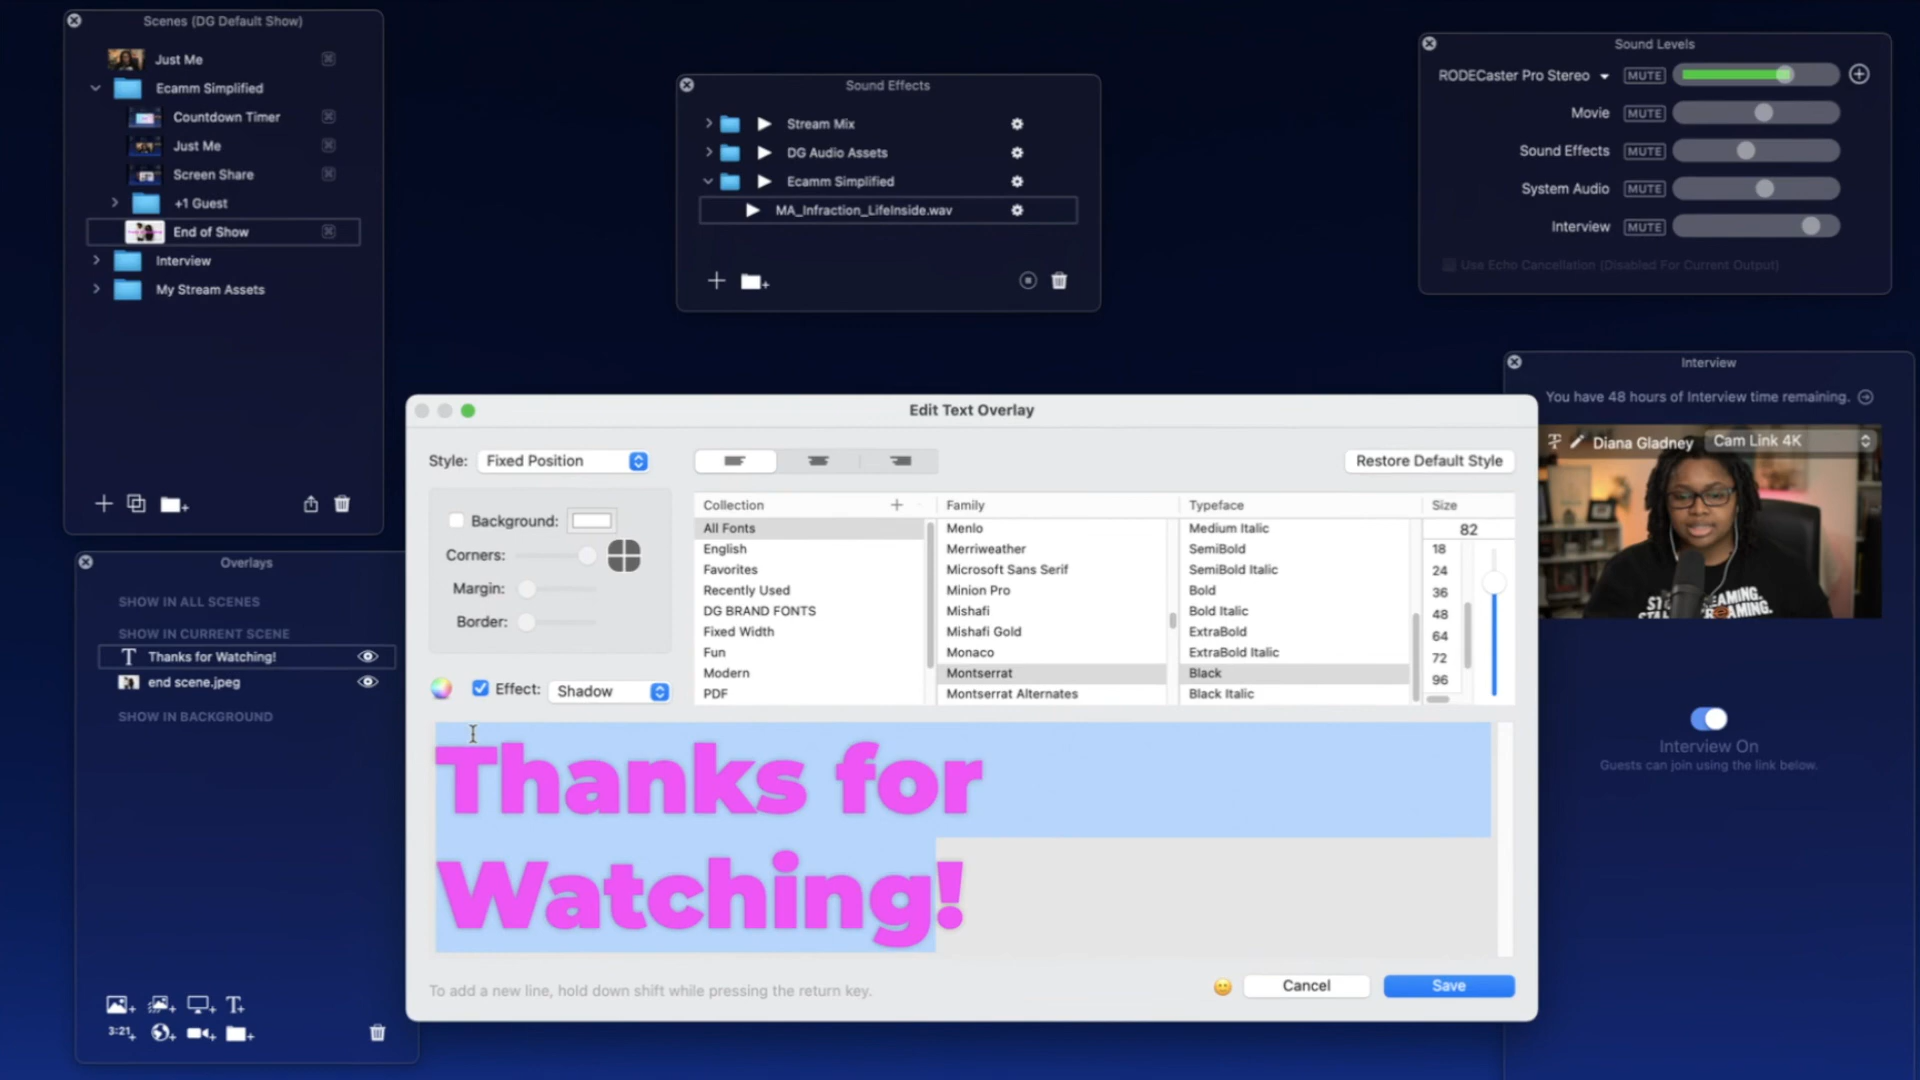 Scenes (DG Default Show)
Just Me
Ecamm Simplified
Countdown Timer
Just Me
Screen Share
+1 Guest
End of Show
Interview
My Stream Assets
Sound Effects
Stream Mix
DG Audio Assets
Ecamm Simplified
MA_Infraction_LifeInside.wav
Sound Levels
RODECaster Pro Stereo MUTE
Movie MUTE
Sound Effects MUTE
System Audio MUTE
Interview MUTE
Use Echo Cancellation (Disabled For Current Output)
Overlays
SHOW IN ALL SCENES
SHOW IN CURRENT SCENE
T Thanks for Watching!
end scene.jpeg
SHOW IN BACKGROUND
3:21
Edit Text Overlay
Style: Fixed Position
Restore Default Style
Background:
Corners:
Margin:
Border:
Effect: Shadow
Collection
All Fonts
English
Favorites
Recently Used
DG BRAND FONTS
Fixed Width
Fun
Modern
PDF
Family
Menlo
Merriweather
Microsoft Sans Serif
Minion Pro
Mishafi
Mishafi Gold
Monaco
Montserrat
Montserrat Alternates
Typeface
Medium Italic
SemiBold
SemiBold Italic
Bold
Bold Italic
ExtraBold
ExtraBold Italic
Black
Black Italic
Size
82
18
24
36
48
64
72
96
Thanks for
Watching!
To add a new line, hold down shift while pressing the return key.
Cancel
Save
Interview
You have 48 hours of Interview time remaining.
Diana Gladney Cam Link 4K
Interview On
Guests can join using the link below.